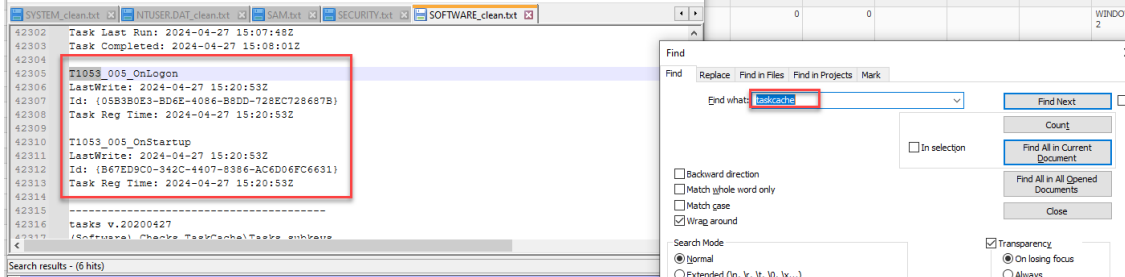 SYSTEM_clean.txt NTUSER.DAT_clean.txt SAM.txt SECURITY.txt SOFTWARE_clean.txt
42302 Task Last Run: 2024-04-27 15:07:48Z
42303 Task Completed: 2024-04-27 15:08:01Z
42304
42305 T1053_005_OnLogon
42306 LastWrite: 2024-04-27 15:20:53Z
42307 Id: {05B3B0E3-BD6E-4086-B8DD-728EC728687B}
42308 Task Reg Time: 2024-04-27 15:20:53Z
42309
42310 T1053_005_OnStartup
42311 LastWrite: 2024-04-27 15:20:53Z
42312 Id: {B67ED9C0-342C-4407-8386-AC6D06FC6631}
42313 Task Reg Time: 2024-04-27 15:20:53Z
42314
42315 ----------------------------------------
42316 tasks v.20200427
42317 (Software) Checks TaskCache\Tasks subkeys
Search results - (6 hits)
0 0
2
Find
Find Replace Find in Files Find in Projects Mark
Find what: taskcache
Find Next
Count
In selection
Find All in Current Document
Find All in All Opened Documents
Close
Backward direction
Match whole word only
Match case
Wrap around
Search Mode
Normal
Extended (\n, \r, \t, \0, \x...)
Transparency
On losing focus
Always